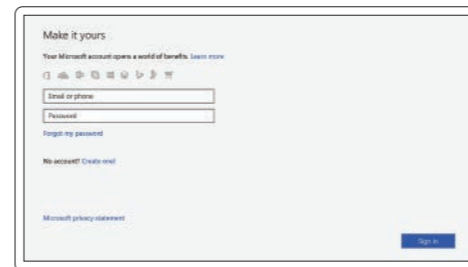 Make it yours
Your Microsoft account opens a world of benefits. Learn more
Email or phone
Password
Forgot my password
No account? Create one!
Microsoft privacy statement
Sign in